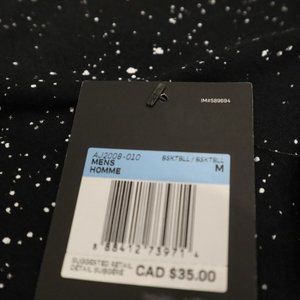 IM#589694
AJ2008-010 BSKTBLL / BSKTBLL
MENS M
HOMME
8 88412 73971 4
SUGGESTED RETAIL
DÉTAIL SUGGÉRÉ CAD $35.00